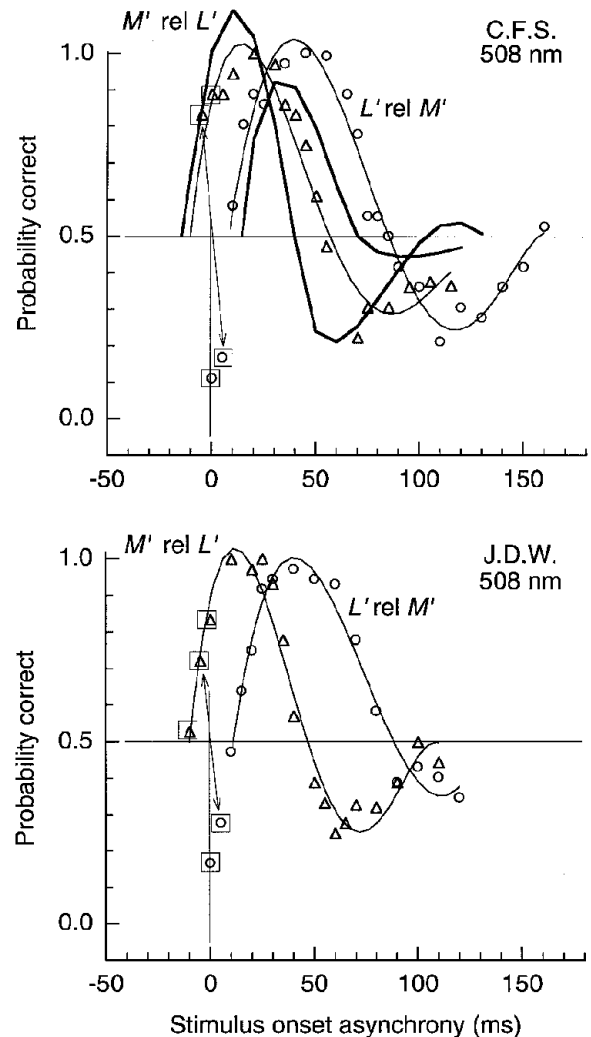 M' rel L'
C.F.S.
508 nm
L' rel M'
1.0
0.5
0.0
Probability correct
-50
0
50
100
150
M' rel L'
J.D.W.
508 nm
L' rel M'
1.0
0.5
0.0
Probability correct
-50
0
50
100
150
Stimulus onset asynchrony (ms)